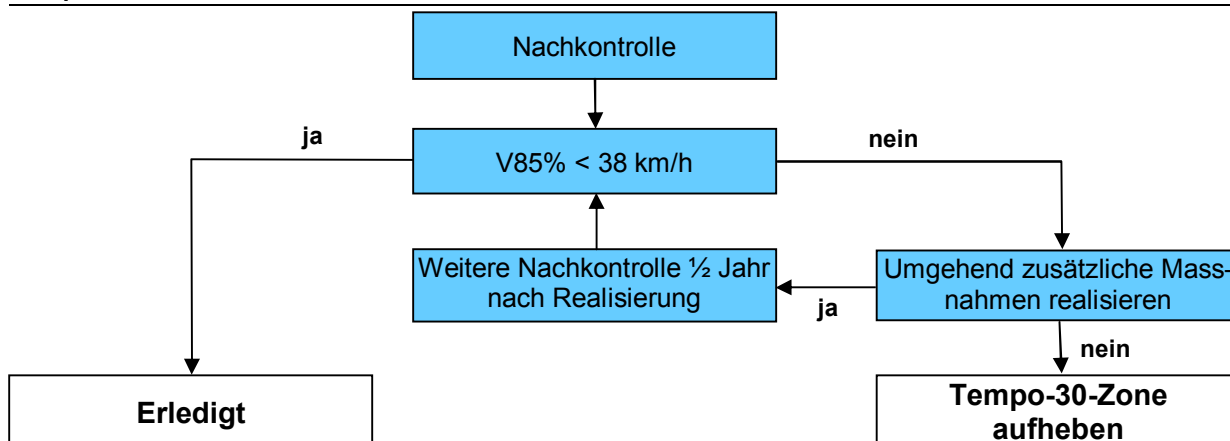 Nachkontrolle
ja
nein
V85% < 38 km/h
Weitere Nachkontrolle ½ Jahr
nach Realisierung
ja
Umgehend zusätzliche Mass-
nahmen realisieren
nein
Erledigt
Tempo-30-Zone
aufheben